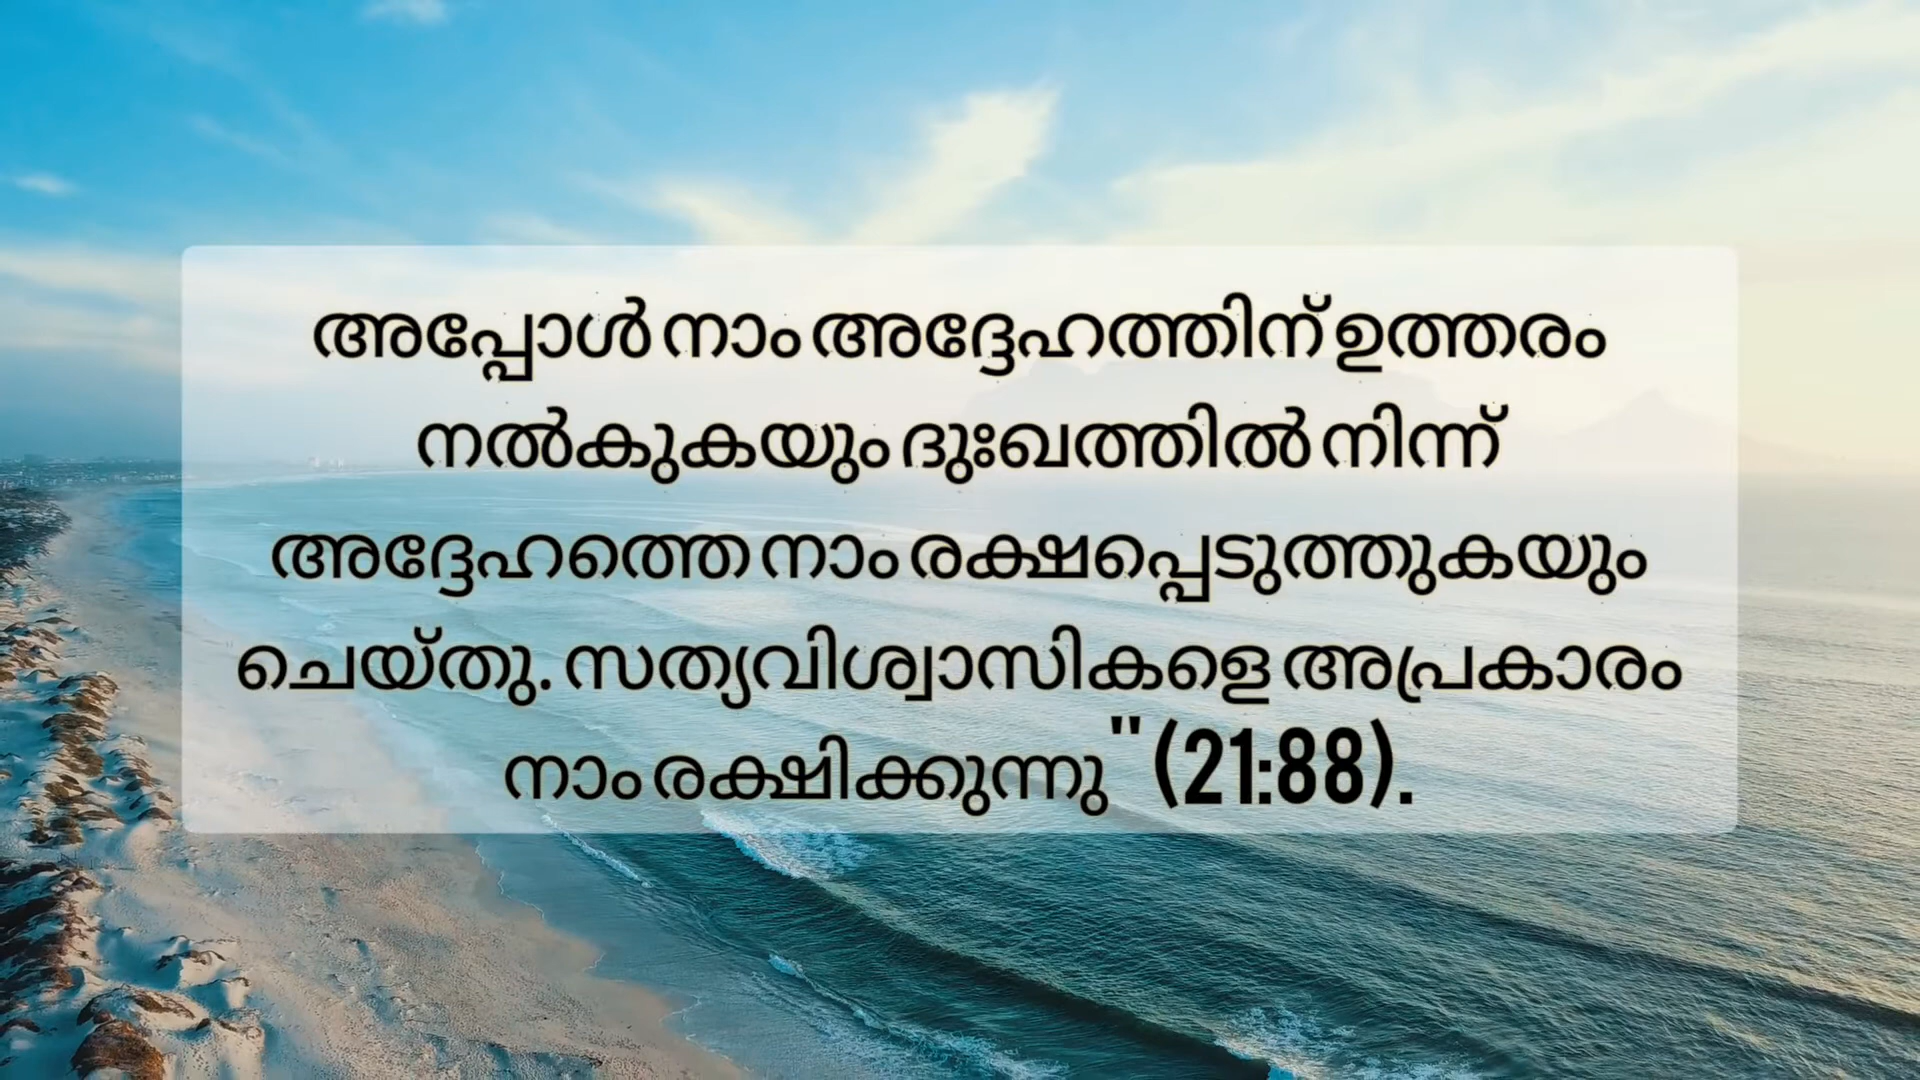 അപ്പോൾ നാം അദ്ദേഹത്തിന് ഉത്തരം
നൽകുകയും ദുഃഖത്തിൽ നിന്ന്
അദ്ദേഹത്തെ നാം രക്ഷപ്പെടുത്തുകയും
ചെയ്തു. സത്യവിശ്വാസികളെ അപ്രകാരം
നാം രക്ഷിക്കുന്നു" (21:88).